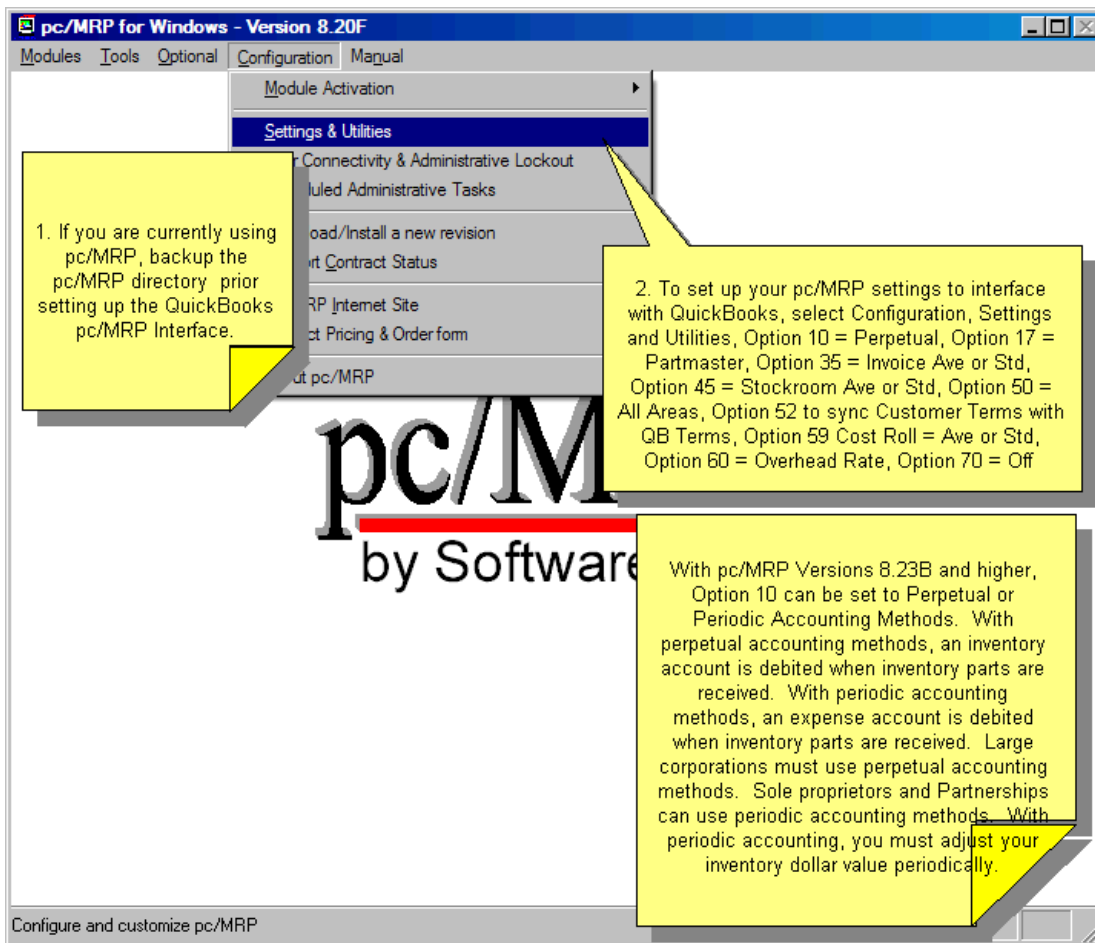 pc/MRP for Windows - Version 8.20F
Modules Tools Optional Configuration Manual
Module Activation
Settings & Utilities
Connectivity & Administrative Lockout
Administrative Tasks
Install a new revision
Contract Status
Internet Site
Pricing & Order form
pc/MRP
1. If you are currently using
pc/MRP, backup the
pc/MRP directory prior
setting up the QuickBooks
pc/MRP Interface.
2. To set up your pc/MRP settings to interface
with QuickBooks, select Configuration, Settings
and Utilities, Option 10 = Perpetual, Option 17 =
Partmaster, Option 35 = Invoice Ave or Std,
Option 45 = Stockroom Ave or Std, Option 50 =
All Areas, Option 52 to sync Customer Terms with
QB Terms, Option 59 Cost Roll = Ave or Std,
Option 60 = Overhead Rate, Option 70 = Off
pc/M
by Software
With pc/MRP Versions 8.23B and higher,
Option 10 can be set to Perpetual or
Periodic Accounting Methods. With
perpetual accounting methods, an inventory
account is debited when inventory parts are
received. With periodic accounting
methods, an expense account is debited
when inventory parts are received. Large
corporations must use perpetual accounting
methods. Sole proprietors and Partnerships
can use periodic accounting methods. With
periodic accounting, you must adjust your
inventory dollar value periodically.
Configure and customize pc/MRP